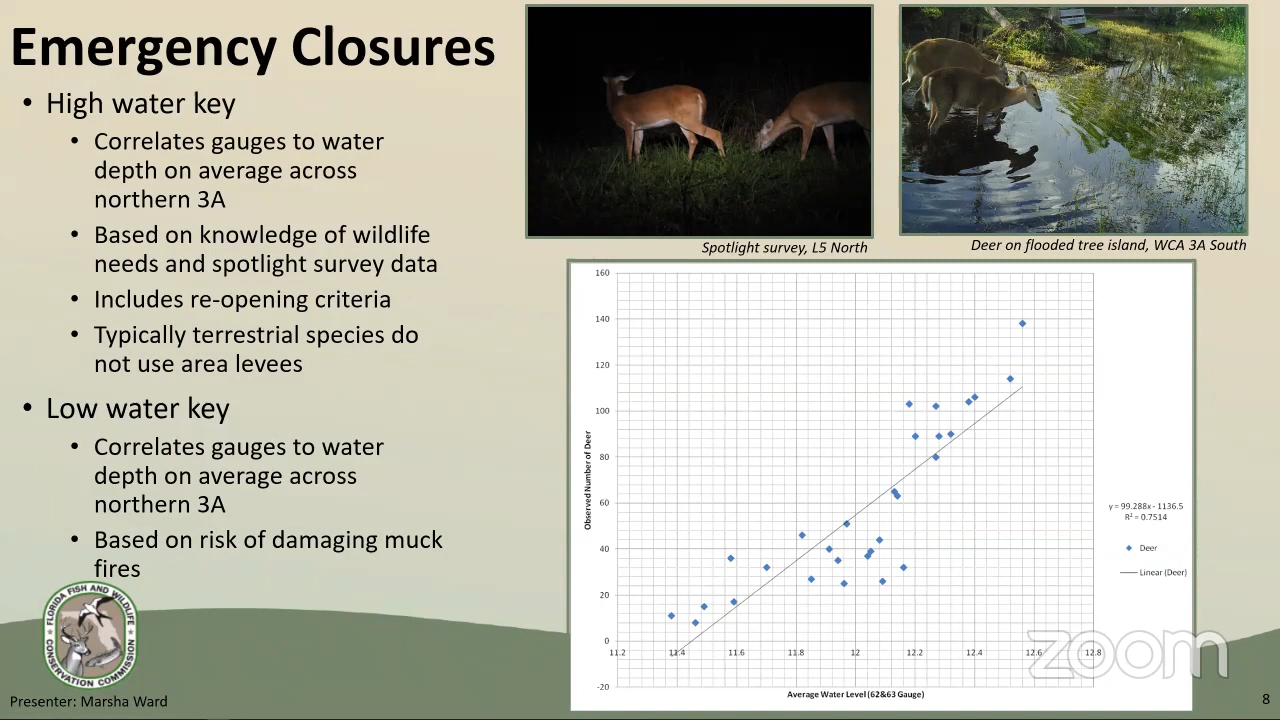 Emergency Closures
• High water key
• Correlates gauges to water
depth on average across
northern 3A
• Based on knowledge of wildlife
needs and spotlight survey data
• Includes re-opening criteria
• Typically terrestrial species do
not use area levees
• Low water key
• Correlates gauges to water
depth on average across
northern 3A
• Based on risk of damaging muck
fires
FLORIDA FISH AND WILDLIFE
CONSERVATION COMMISSION
Presenter: Marsha Ward
Spotlight survey, L5 North
Deer on flooded tree island, WCA 3A South
160
140
120
100
80
60
40
20
0
-20
Observed Number of Deer
11.2 11.4 11.6 11.8 12 12.2 12.4 12.6 12.8
Average Water Level (62&63 Gauge)
y = 99.288x - 1136.5
R² = 0.7514
Deer
Linear (Deer)
zoom
8